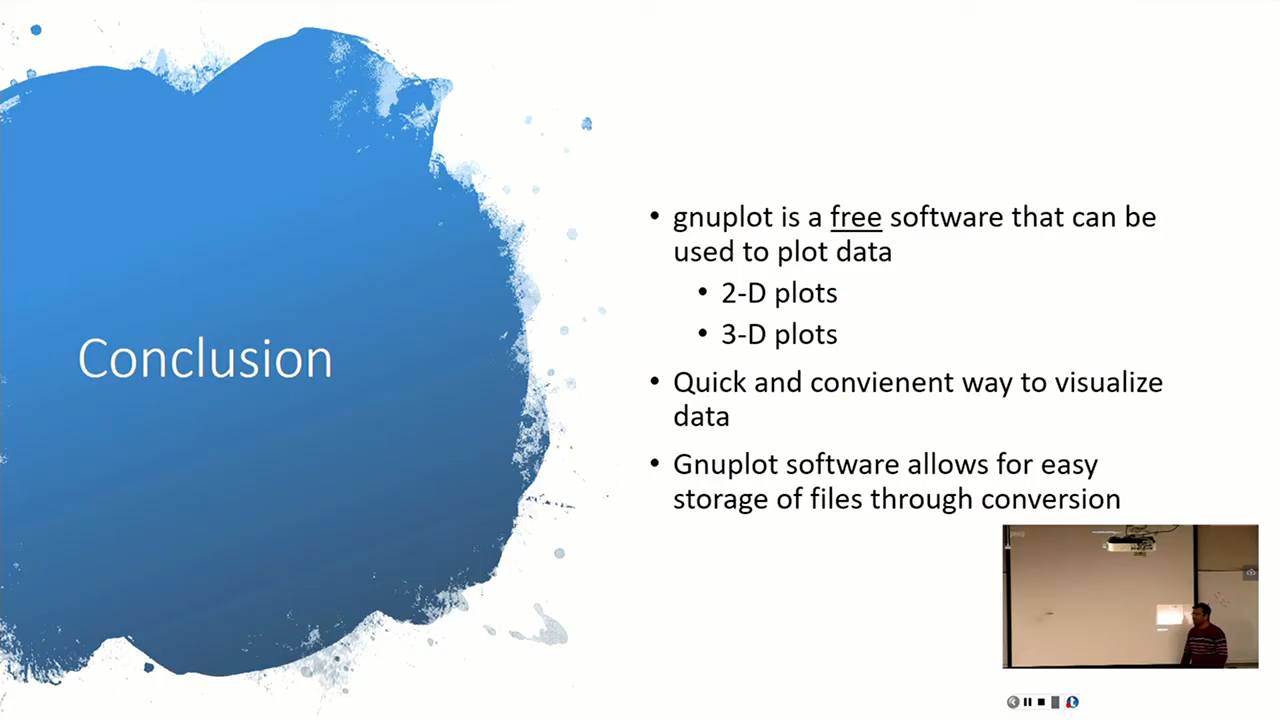 Conclusion
• gnuplot is a free software that can be
used to plot data
• 2-D plots
• 3-D plots
• Quick and convienent way to visualize
data
• Gnuplot software allows for easy
storage of files through conversion